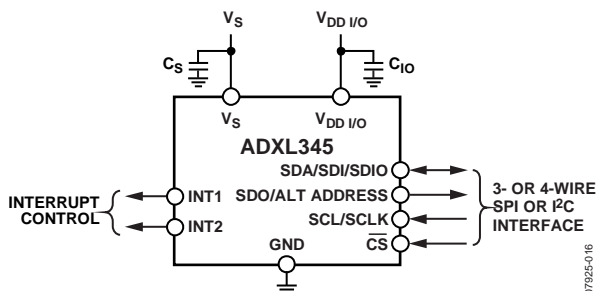 VS
VDD I/O
CS
CIO
VS
VDD I/O
ADXL345
SDA/SDI/SDIO
SDO/ALT ADDRESS
SCL/SCLK
CS
INT1
INT2
GND
INTERRUPT
CONTROL
3- OR 4-WIRE
SPI OR I2C
INTERFACE
07925-016